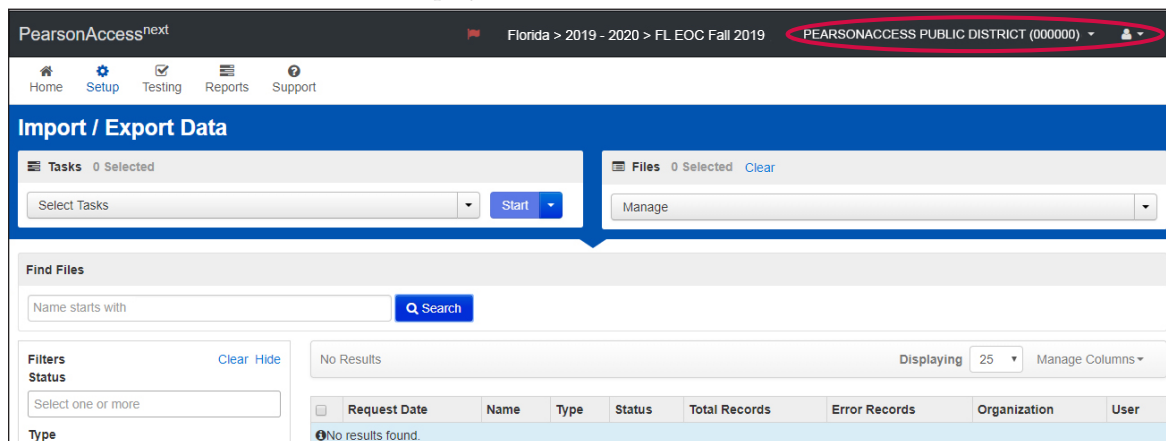 PearsonAccessnext Florida > 2019 - 2020 > FL EOC Fall 2019 PEARSONACCESS PUBLIC DISTRICT (000000)
Home Setup Testing Reports Support
Import / Export Data
Tasks 0 Selected Files 0 Selected Clear
Select Tasks Start Manage
Find Files
Name starts with Search
Filters Clear Hide No Results Displaying 25 Manage Columns
Status
Select one or more
Request Date Name Type Status Total Records Error Records Organization User
Type
No results found.